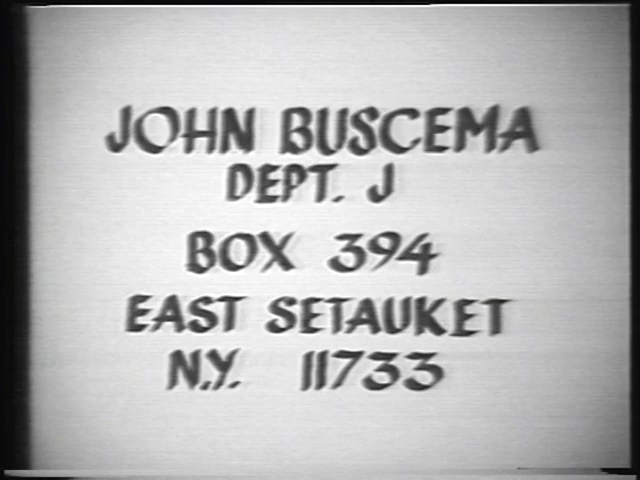 JOHN BUSCEMA
DEPT. J
BOX 394
EAST SETAUKET
N.Y. 11733